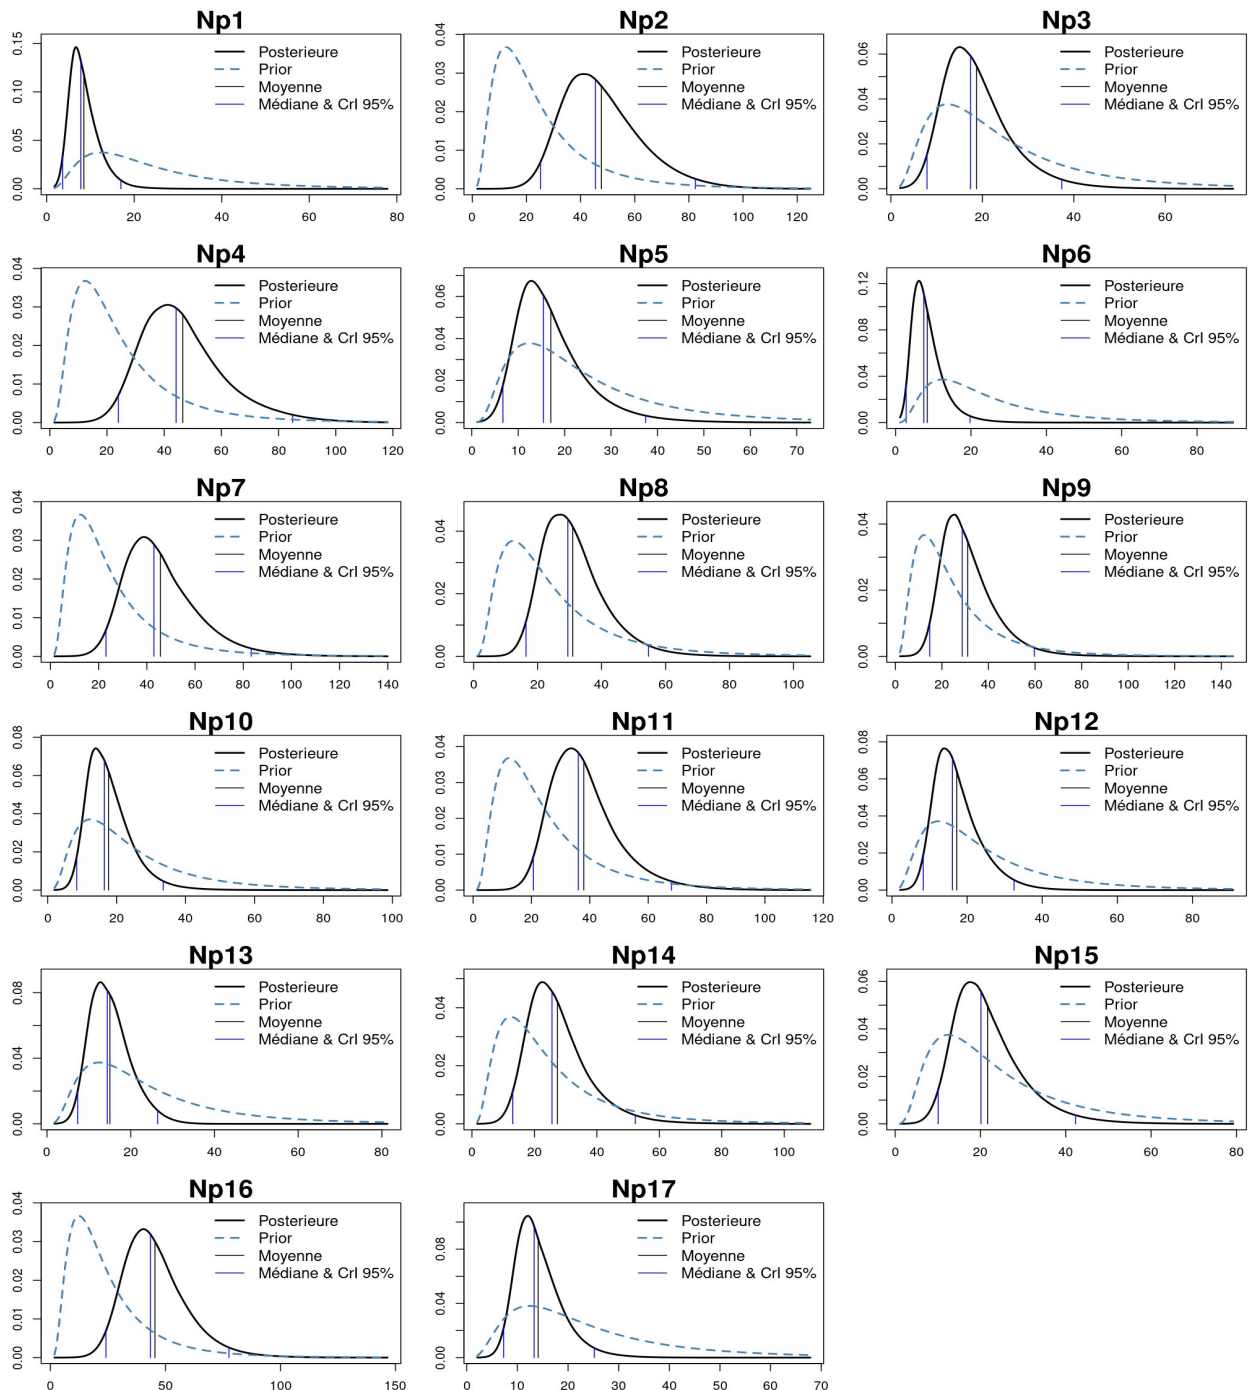 Np1
Posterieure
Prior
Moyenne
Médiane & CrI 95%
0.00 0.05 0.10 0.15
0 20 40 60 80
Np2
Posterieure
Prior
Moyenne
Médiane & CrI 95%
0.00 0.01 0.02 0.03 0.04
0 20 40 60 80 100 120
Np3
Posterieure
Prior
Moyenne
Médiane & CrI 95%
0.00 0.02 0.04 0.06
0 20 40 60
Np4
Posterieure
Prior
Moyenne
Médiane & CrI 95%
0.00 0.01 0.02 0.03 0.04
0 20 40 60 80 100 120
Np5
Posterieure
Prior
Moyenne
Médiane & CrI 95%
0.00 0.02 0.04 0.06
0 10 20 30 40 50 60 70
Np6
Posterieure
Prior
Moyenne
Médiane & CrI 95%
0.00 0.04 0.08 0.12
0 20 40 60 80
Np7
Posterieure
Prior
Moyenne
Médiane & CrI 95%
0.00 0.01 0.02 0.03 0.04
0 20 40 60 80 100 120 140
Np8
Posterieure
Prior
Moyenne
Médiane & CrI 95%
0.00 0.02 0.04
0 20 40 60 80 100
Np9
Posterieure
Prior
Moyenne
Médiane & CrI 95%
0.00 0.02 0.04
0 20 40 60 80 100 120 140
Np10
Posterieure
Prior
Moyenne
Médiane & CrI 95%
0.00 0.02 0.04 0.06 0.08
0 20 40 60 80 100
Np11
Posterieure
Prior
Moyenne
Médiane & CrI 95%
0.00 0.01 0.02 0.03 0.04
0 20 40 60 80 100 120
Np12
Posterieure
Prior
Moyenne
Médiane & CrI 95%
0.00 0.02 0.04 0.06 0.08
0 20 40 60 80
Np13
Posterieure
Prior
Moyenne
Médiane & CrI 95%
0.00 0.04 0.08
0 20 40 60 80
Np14
Posterieure
Prior
Moyenne
Médiane & CrI 95%
0.00 0.02 0.04
0 20 40 60 80 100
Np15
Posterieure
Prior
Moyenne
Médiane & CrI 95%
0.00 0.02 0.04 0.06
0 20 40 60 80
Np16
Posterieure
Prior
Moyenne
Médiane & CrI 95%
0.00 0.01 0.02 0.03 0.04
0 50 100 150
Np17
Posterieure
Prior
Moyenne
Médiane & CrI 95%
0.00 0.04 0.08
0 10 20 30 40 50 60 70